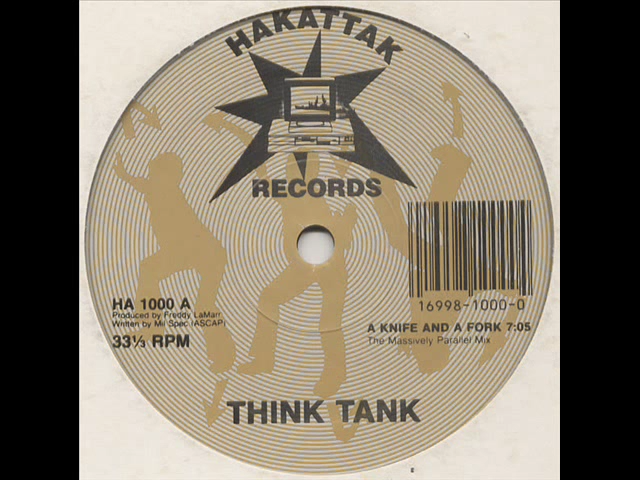 HAKATTAK
RECORDS
16998-1000-0
HA 1000 A
Produced by Freddy LaMarr
Written by Mil Spec (ASCAP)
33⅓ RPM
A KNIFE AND A FORK 7:05
The Massively Parallel Mix
THINK TANK